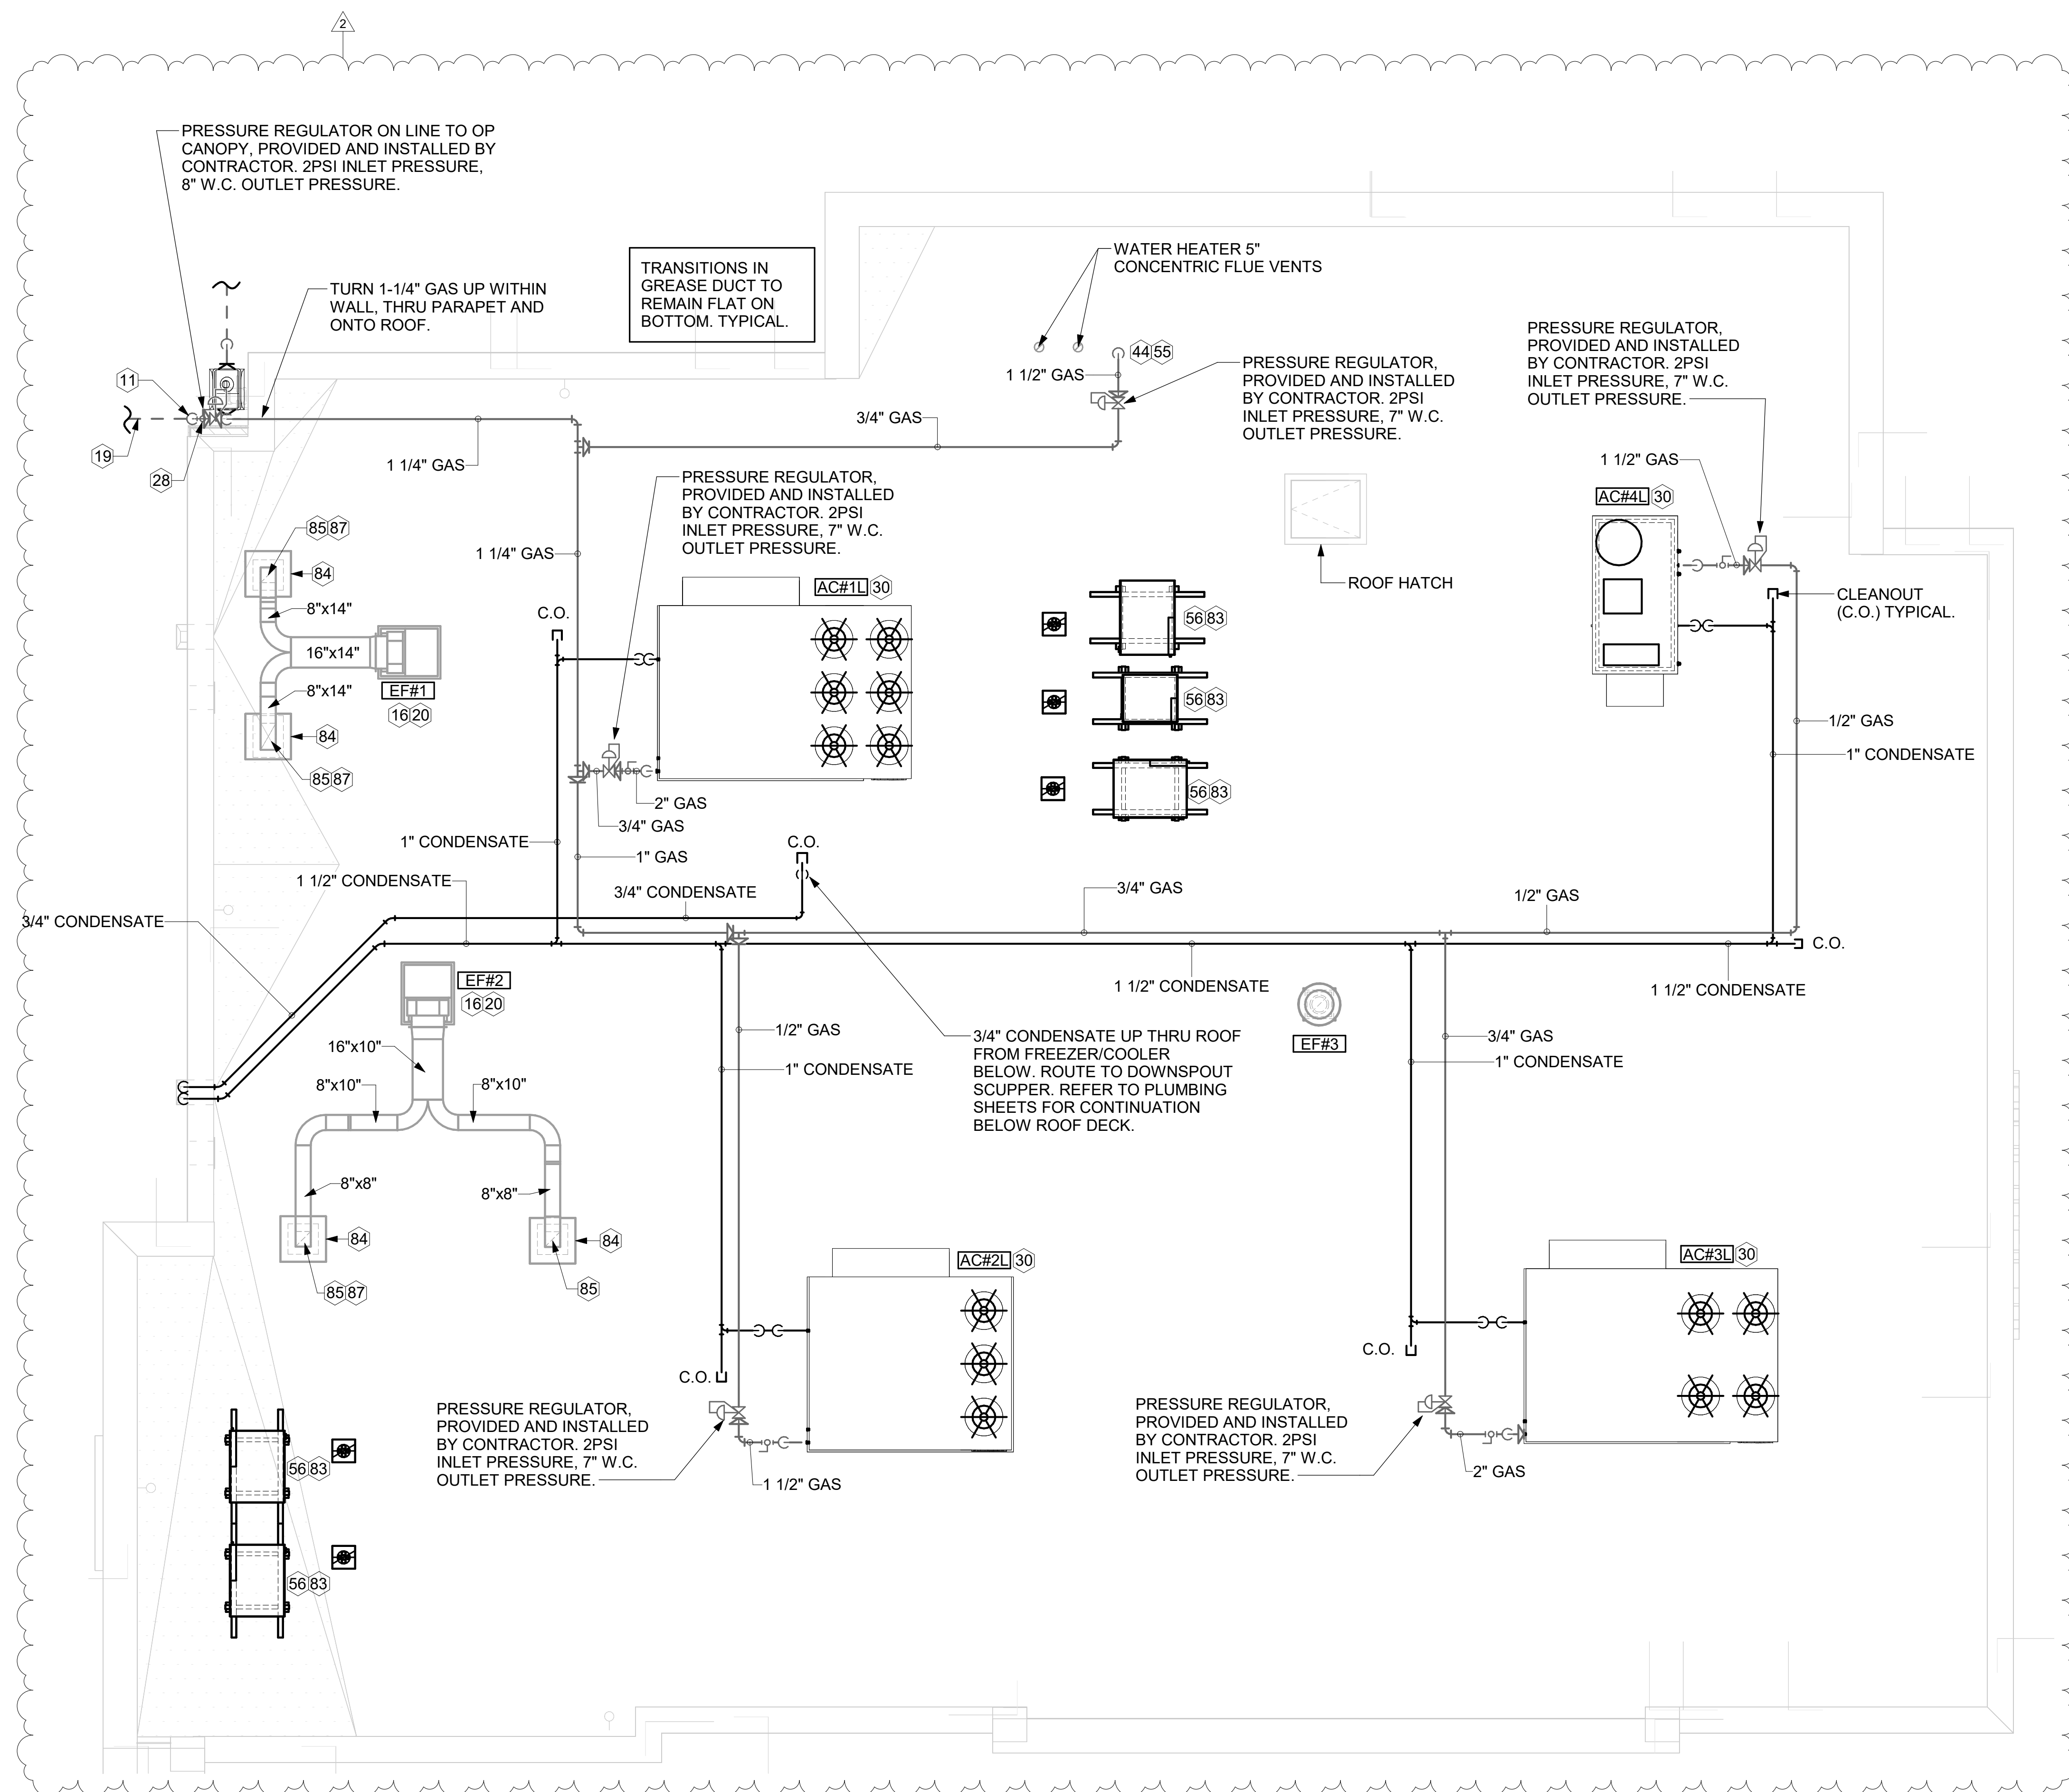 2
PRESSURE REGULATOR ON LINE TO OP
CANOPY, PROVIDED AND INSTALLED BY
CONTRACTOR. 2PSI INLET PRESSURE,
8" W.C. OUTLET PRESSURE.
TURN 1-1/4" GAS UP WITHIN
WALL, THRU PARAPET AND
ONTO ROOF.
TRANSITIONS IN
GREASE DUCT TO
REMAIN FLAT ON
BOTTOM. TYPICAL.
WATER HEATER 5"
CONCENTRIC FLUE VENTS
44 55
1 1/2" GAS
PRESSURE REGULATOR,
PROVIDED AND INSTALLED
BY CONTRACTOR. 2PSI
INLET PRESSURE, 7" W.C.
OUTLET PRESSURE.
PRESSURE REGULATOR,
PROVIDED AND INSTALLED
BY CONTRACTOR. 2PSI
INLET PRESSURE, 7" W.C.
OUTLET PRESSURE.
11
19
28
3/4" GAS
1 1/4" GAS
1 1/2" GAS
AC#4L 30
PRESSURE REGULATOR,
PROVIDED AND INSTALLED
BY CONTRACTOR. 2PSI
INLET PRESSURE, 7" W.C.
OUTLET PRESSURE.
85 87
84
1 1/4" GAS
8"x14"
C.O.
AC#1L 30
ROOF HATCH
CLEANOUT
(C.O.) TYPICAL.
56 83
16"x14"
8"x14"
EF#1
16 20
56 83
84
85 87
1/2" GAS
1" CONDENSATE
56 83
2" GAS
3/4" GAS
1" CONDENSATE
1" GAS
C.O.
1 1/2" CONDENSATE
3/4" CONDENSATE
3/4" GAS
1/2" GAS
3/4" CONDENSATE
C.O.
EF#2
16 20
1 1/2" CONDENSATE
1 1/2" CONDENSATE
1/2" GAS
1" CONDENSATE
3/4" CONDENSATE UP THRU ROOF
FROM FREEZER/COOLER
BELOW. ROUTE TO DOWNSPOUT
SCUPPER. REFER TO PLUMBING
SHEETS FOR CONTINUATION
BELOW ROOF DECK.
EF#3
3/4" GAS
1" CONDENSATE
16"x10"
8"x10"
8"x10"
8"x8"
8"x8"
84
84
85 87
85
AC#2L 30
AC#3L 30
C.O.
C.O.
PRESSURE REGULATOR,
PROVIDED AND INSTALLED
BY CONTRACTOR. 2PSI
INLET PRESSURE, 7" W.C.
OUTLET PRESSURE.
1 1/2" GAS
PRESSURE REGULATOR,
PROVIDED AND INSTALLED
BY CONTRACTOR. 2PSI
INLET PRESSURE, 7" W.C.
OUTLET PRESSURE.
2" GAS
56 83
56 83